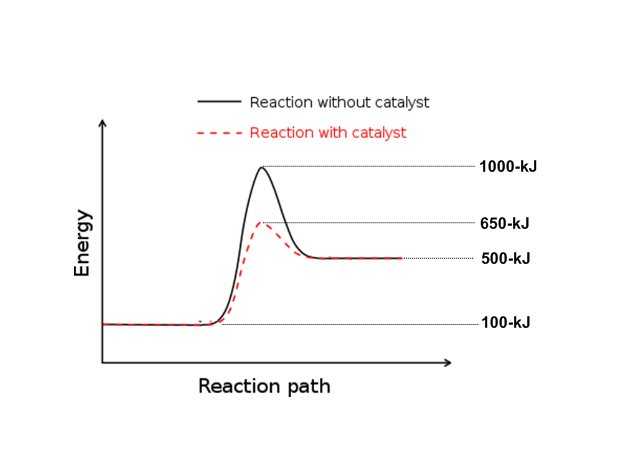 Reaction without catalyst
Reaction with catalyst
1000-kJ
650-kJ
500-kJ
100-kJ
Energy
Reaction path